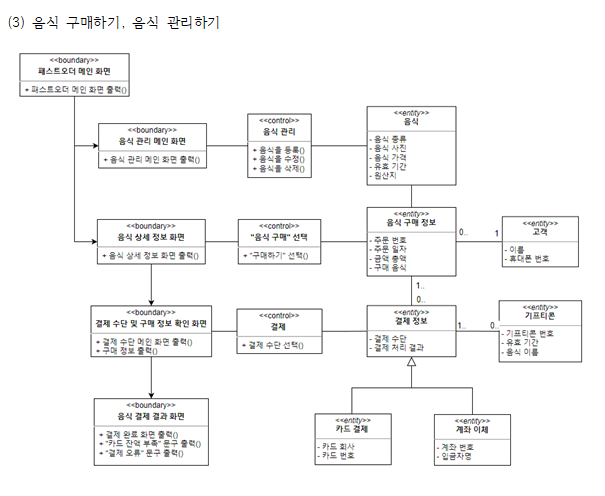 (3) 음식 구매하기, 음식 관리하기
<<boundary>>
패스트오더 메인 화면
+ 패스트오더 메인 화면 출력()
<<boundary>>
음식 관리 메인 화면
+ 음식 관리 메인 화면 출력()
<<control>>
음식 관리
+ 음식을 등록()
+ 음식을 수정()
+ 음식을 삭제()
<<entity>>
음식
- 음식 종류
- 음식 사진
- 음식 가격
- 유효 기간
- 원산지
<<boundary>>
음식 상세 정보 화면
+ 음식 상세 정보 화면 출력()
<<control>>
"음식 구매" 선택
+ "구매하기" 선택()
<<entity>>
음식 구매 정보
- 주문 번호
- 주문 일자
- 금액 총액
- 구매 음식
0..
1
<<entity>>
고객
- 이름
- 휴대폰 번호
1..
0..
<<boundary>>
결제 수단 및 구매 정보 확인 화면
+ 결제 수단 메인 화면 출력()
+ 구매 정보 출력()
<<control>>
결제
+ 결제 수단 선택()
<<entity>>
결제 정보
- 결제 수단
- 결제 처리 결과
1..
0..
<<entity>>
기프티콘
- 기프티콘 번호
- 유효 기간
- 음식 이름
<<boundary>>
음식 결제 결과 화면
+ 결제 완료 화면 출력()
+ "카드 잔액 부족" 문구 출력()
+ "결제 오류" 문구 출력()
<<entity>>
카드 결제
- 카드 회사
- 카드 번호
<<entity>>
계좌 이체
- 계좌 번호
- 입금자명